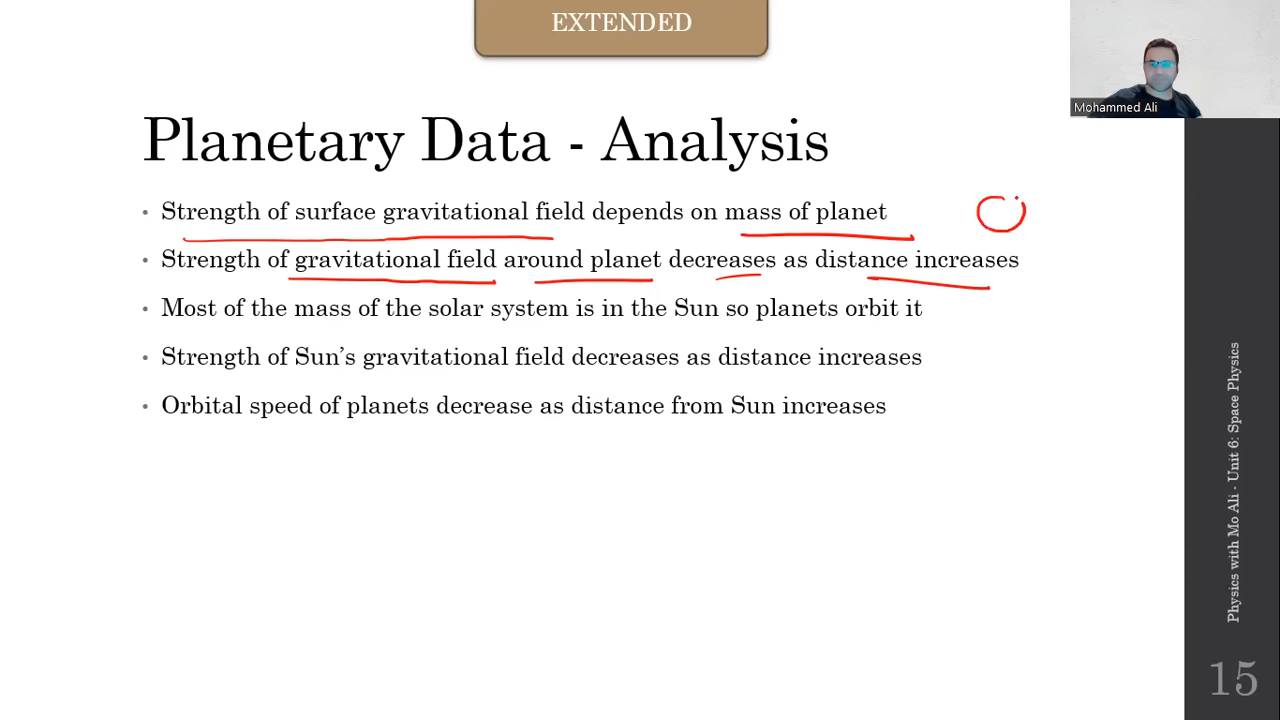 EXTENDED
Mohammed Ali
Planetary Data - Analysis
• Strength of surface gravitational field depends on mass of planet
• Strength of gravitational field around planet decreases as distance increases
• Most of the mass of the solar system is in the Sun so planets orbit it
• Strength of Sun’s gravitational field decreases as distance increases
• Orbital speed of planets decrease as distance from Sun increases
Physics with Mo Ali - Unit 6: Space Physics
15